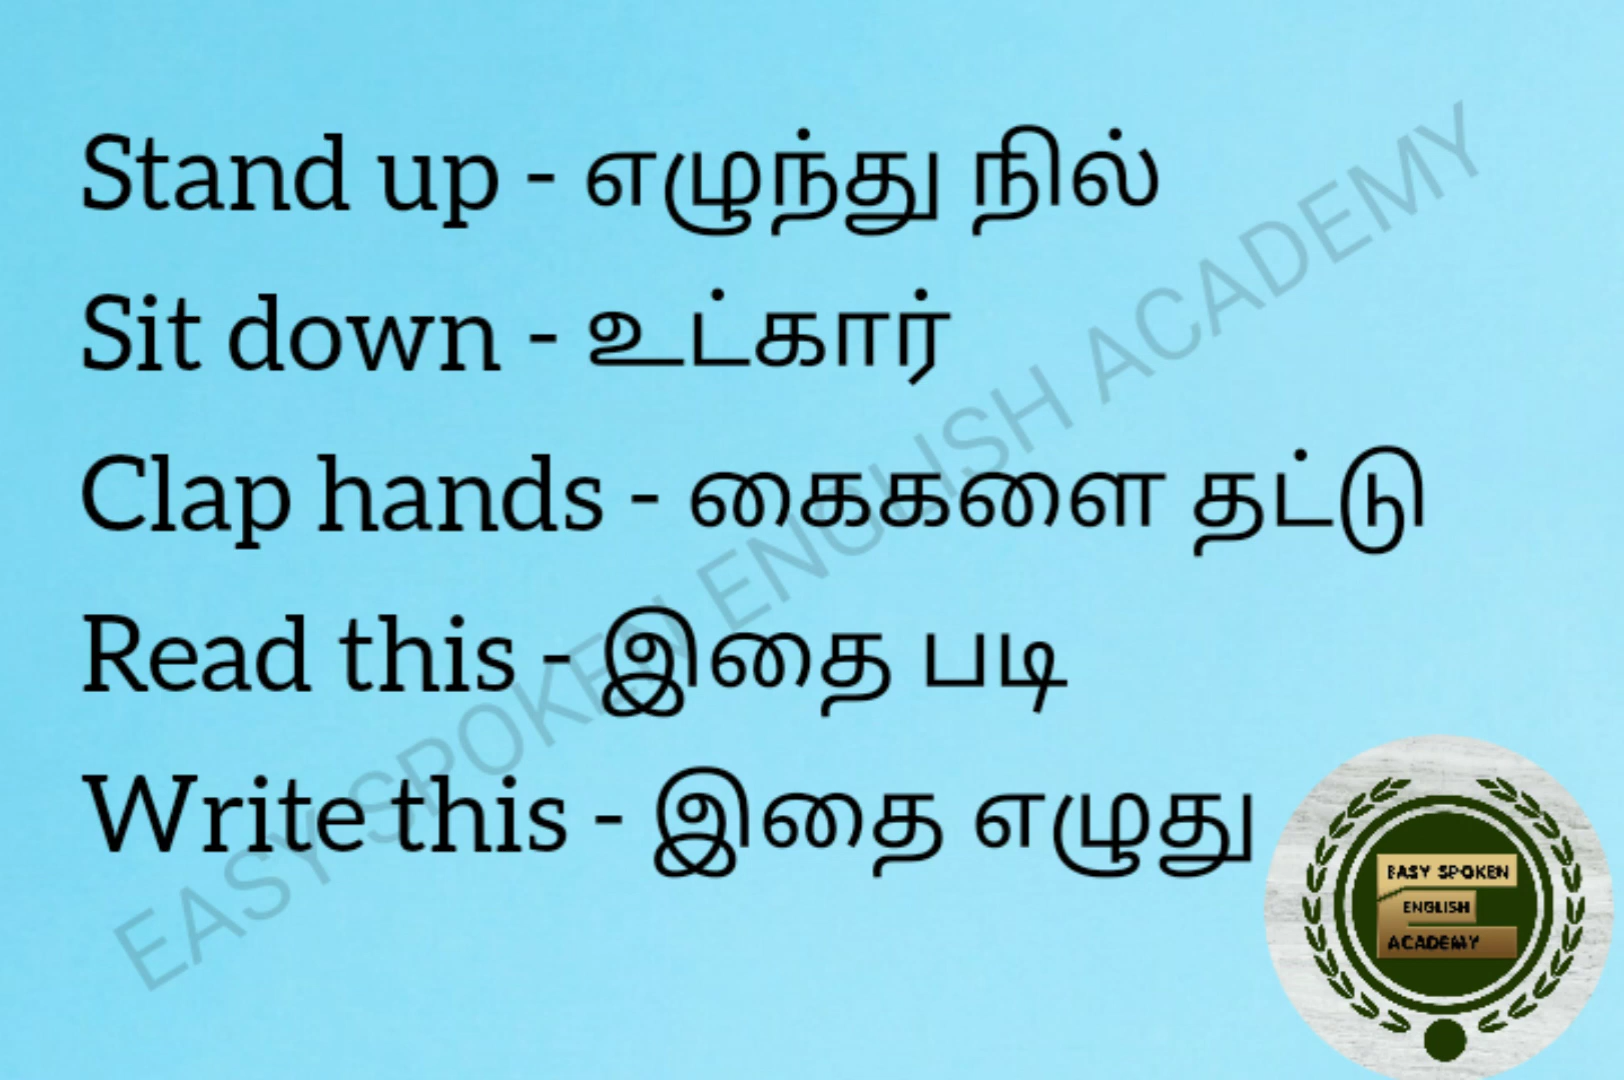 Stand up - எழுந்து நில்
Sit down - உட்கார்
Clap hands - கைகளை தட்டு
Read this - இதை படி
Write this - இதை எழுது
EASY SPOKEN ENGLISH ACADEMY
EASY SPOKEN
ENGLISH
ACADEMY